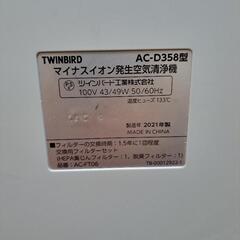 TWINBIRD AC-D358型
マイナスイオン発生空気清浄機
ツインバード工業株式会社
100V 43/49W 50/60Hz
温度ヒューズ 133℃
製造年 2021年製
MADE IN CHINA
■フィルターの交換時期：1.5年に1回程度
交換用フィルターセット
(HEPA集じんフィルター：1、脱臭フィルター：1)
品番：AC-FT06